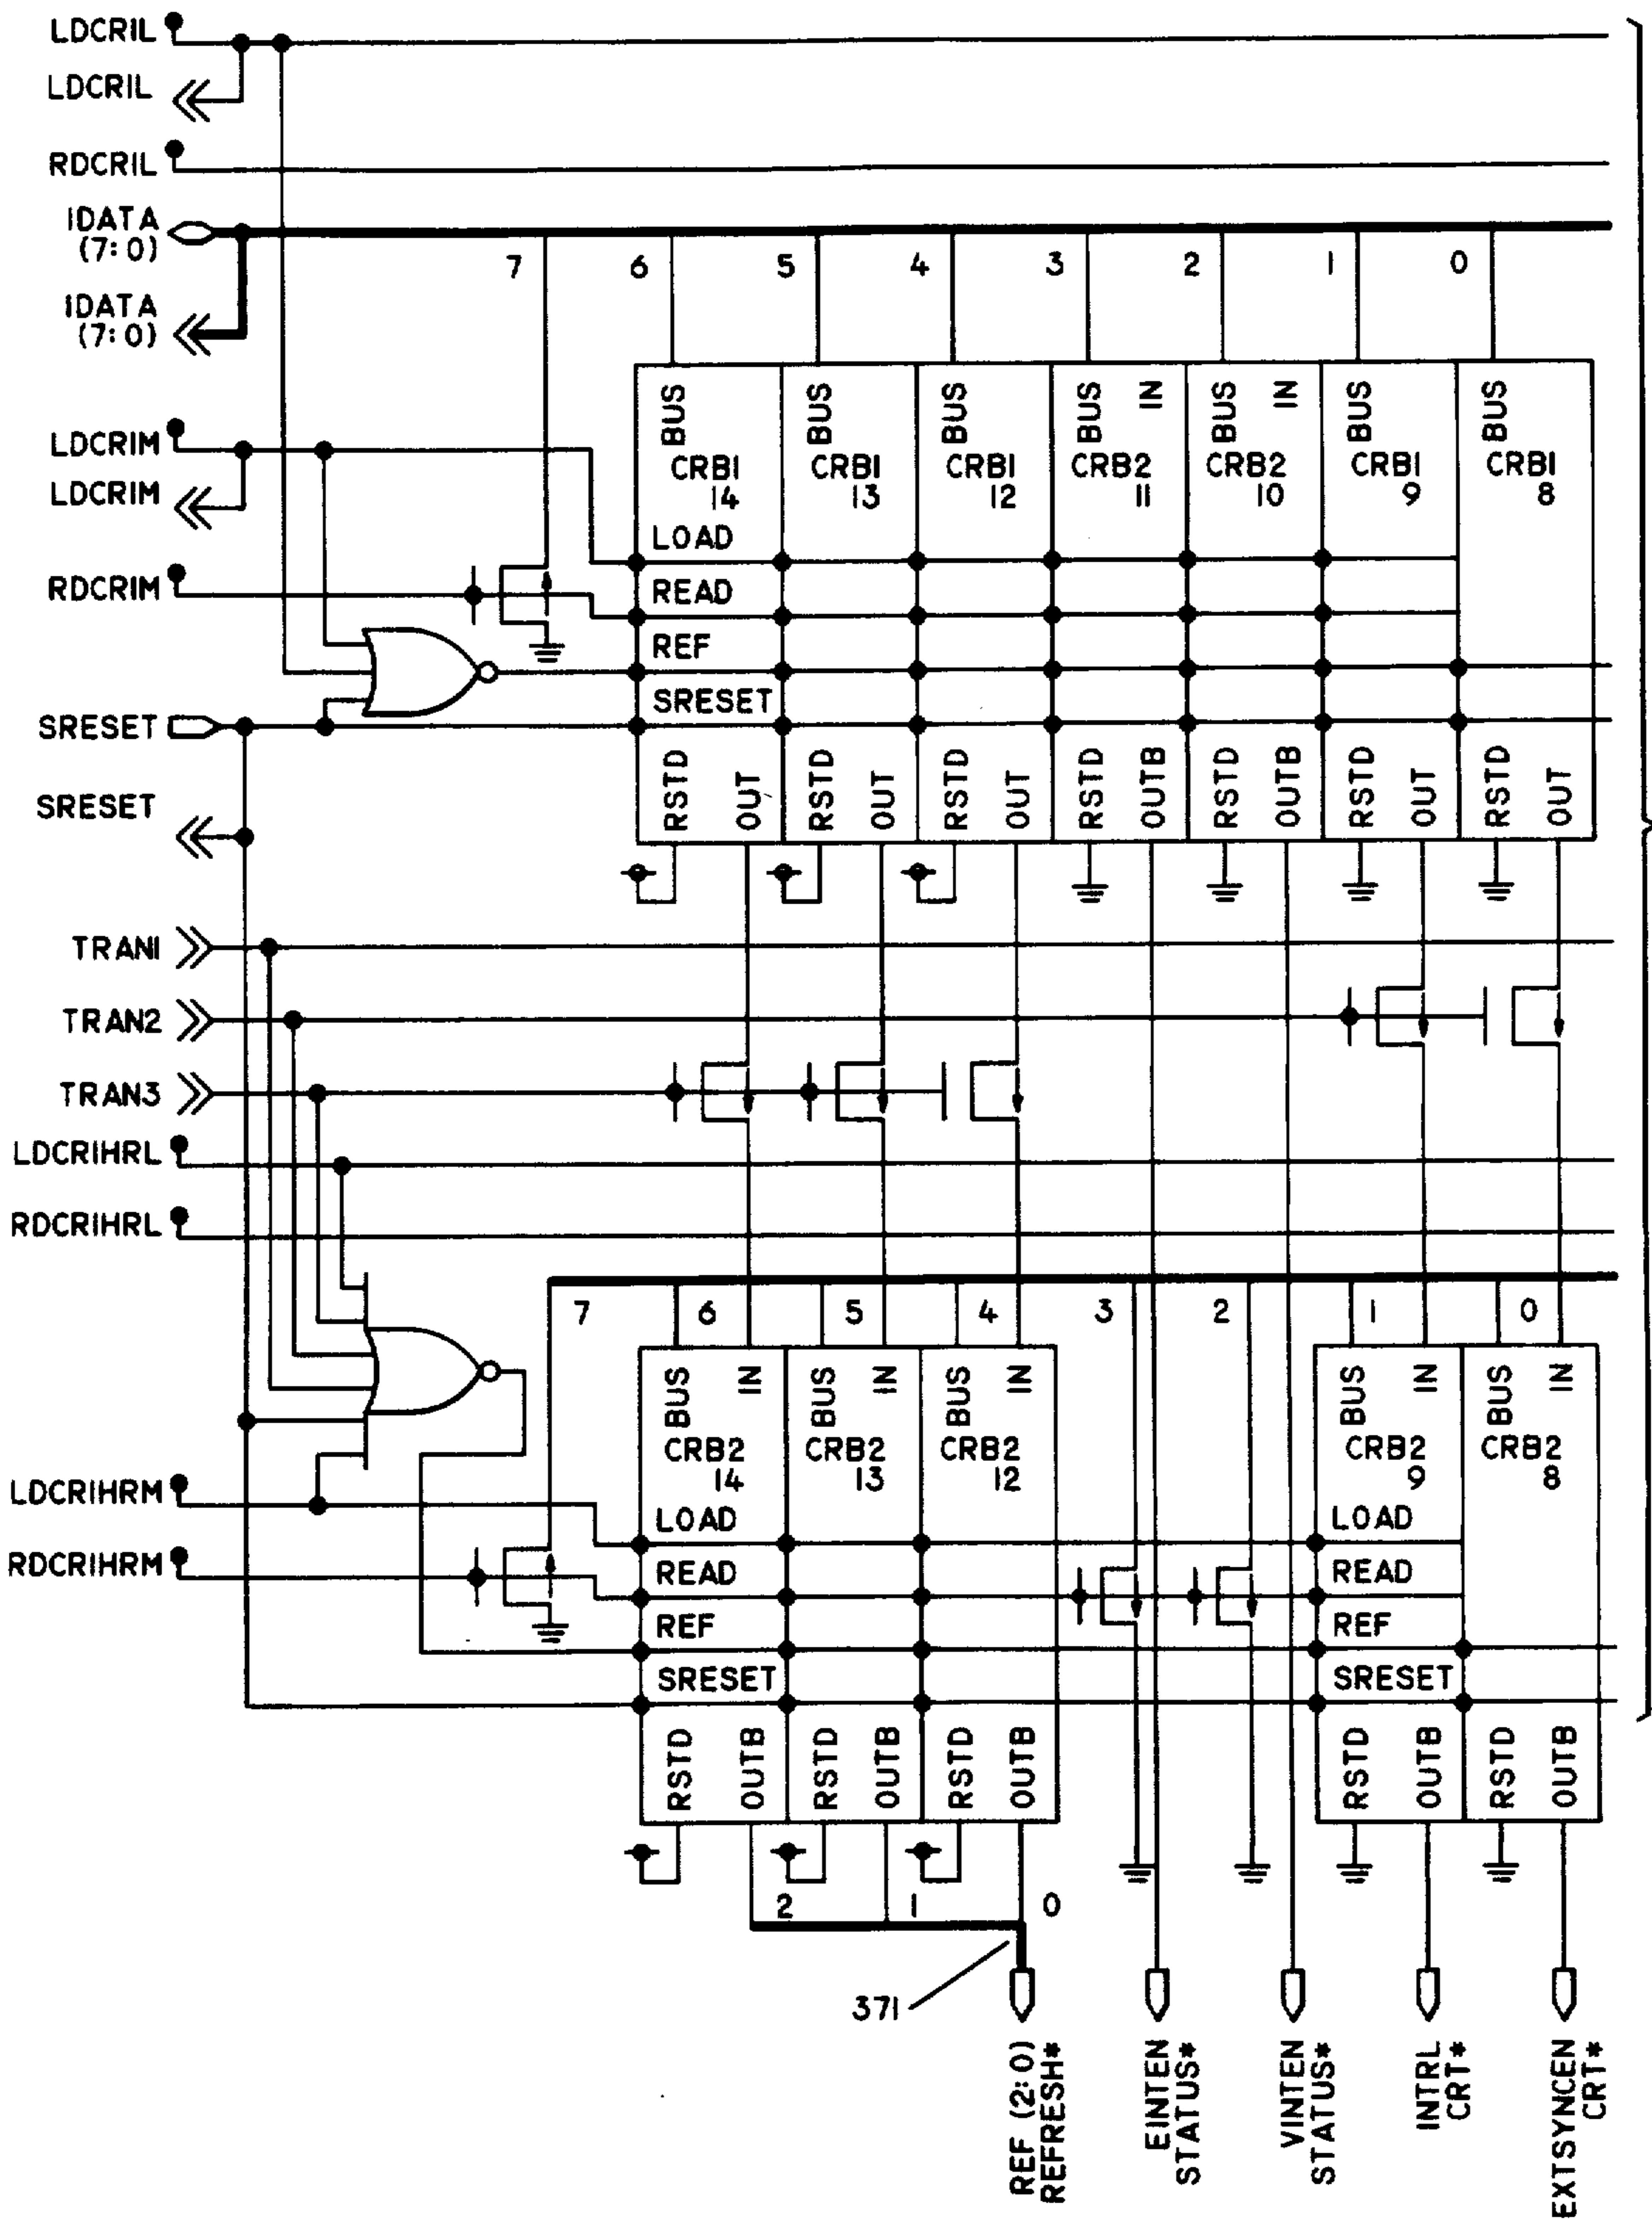 LDCRIL
LDCRIL
RDCRIL
IDATA
(7:0)
7 6 5 4 3 2 1 0
IDATA
(7:0)
BUS BUS BUS BUS IN BUS IN BUS BUS
LDCRIM
CRB1 CRB1 CRB1 CRB2 CRB2 CRB1 CRB1
14 13 12 11 10 9 8
LDCRIM
LOAD
RDCRIM
READ
REF
SRESET
SRESET
RSTD OUT RSTD OUT RSTD OUT RSTD OUTB RSTD OUTB RSTD OUT RSTD OUT
SRESET
TRAN1
TRAN2
TRAN3
LDCRIHRL
RDCRIHRL
7 6 5 4 3 2 1 0
BUS IN BUS IN BUS IN BUS IN BUS IN
CRB2 CRB2 CRB2 CRB2 CRB2
14 13 12 9 8
LDCRIHRM
LOAD LOAD
RDCRIHRM
READ READ
REF REF
SRESET SRESET
RSTD OUTB RSTD OUTB RSTD OUTB RSTD OUTB RSTD OUTB
2 1 0
371
REF (2:0)
REFRESH*
EINTEN
STATUS*
VINTEN
STATUS*
INTRL
CRT*
EXTSYNCEN
CRT*